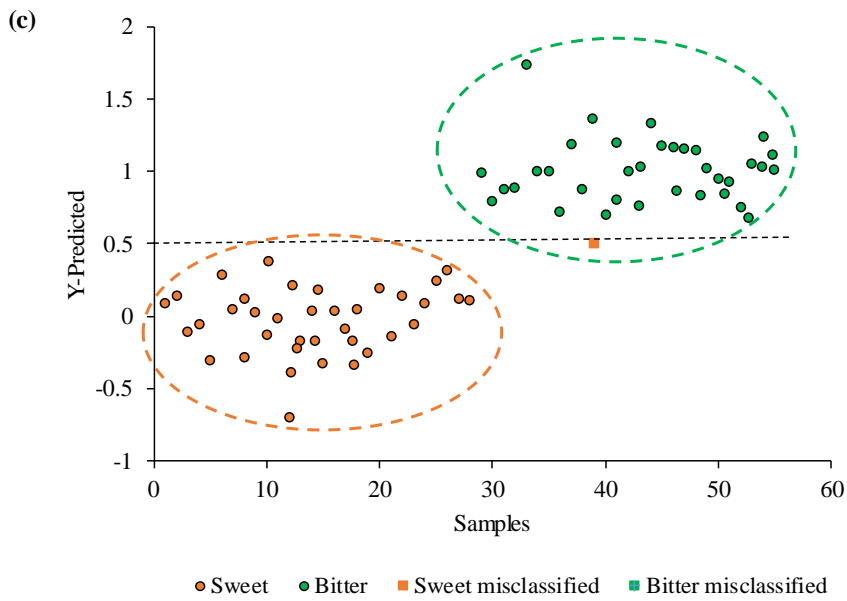 (c)
2
1.5
1
0.5
0
-0.5
-1
Y-Predicted
0 10 20 30 40 50 60
Samples
Sweet Bitter Sweet misclassified Bitter misclassified